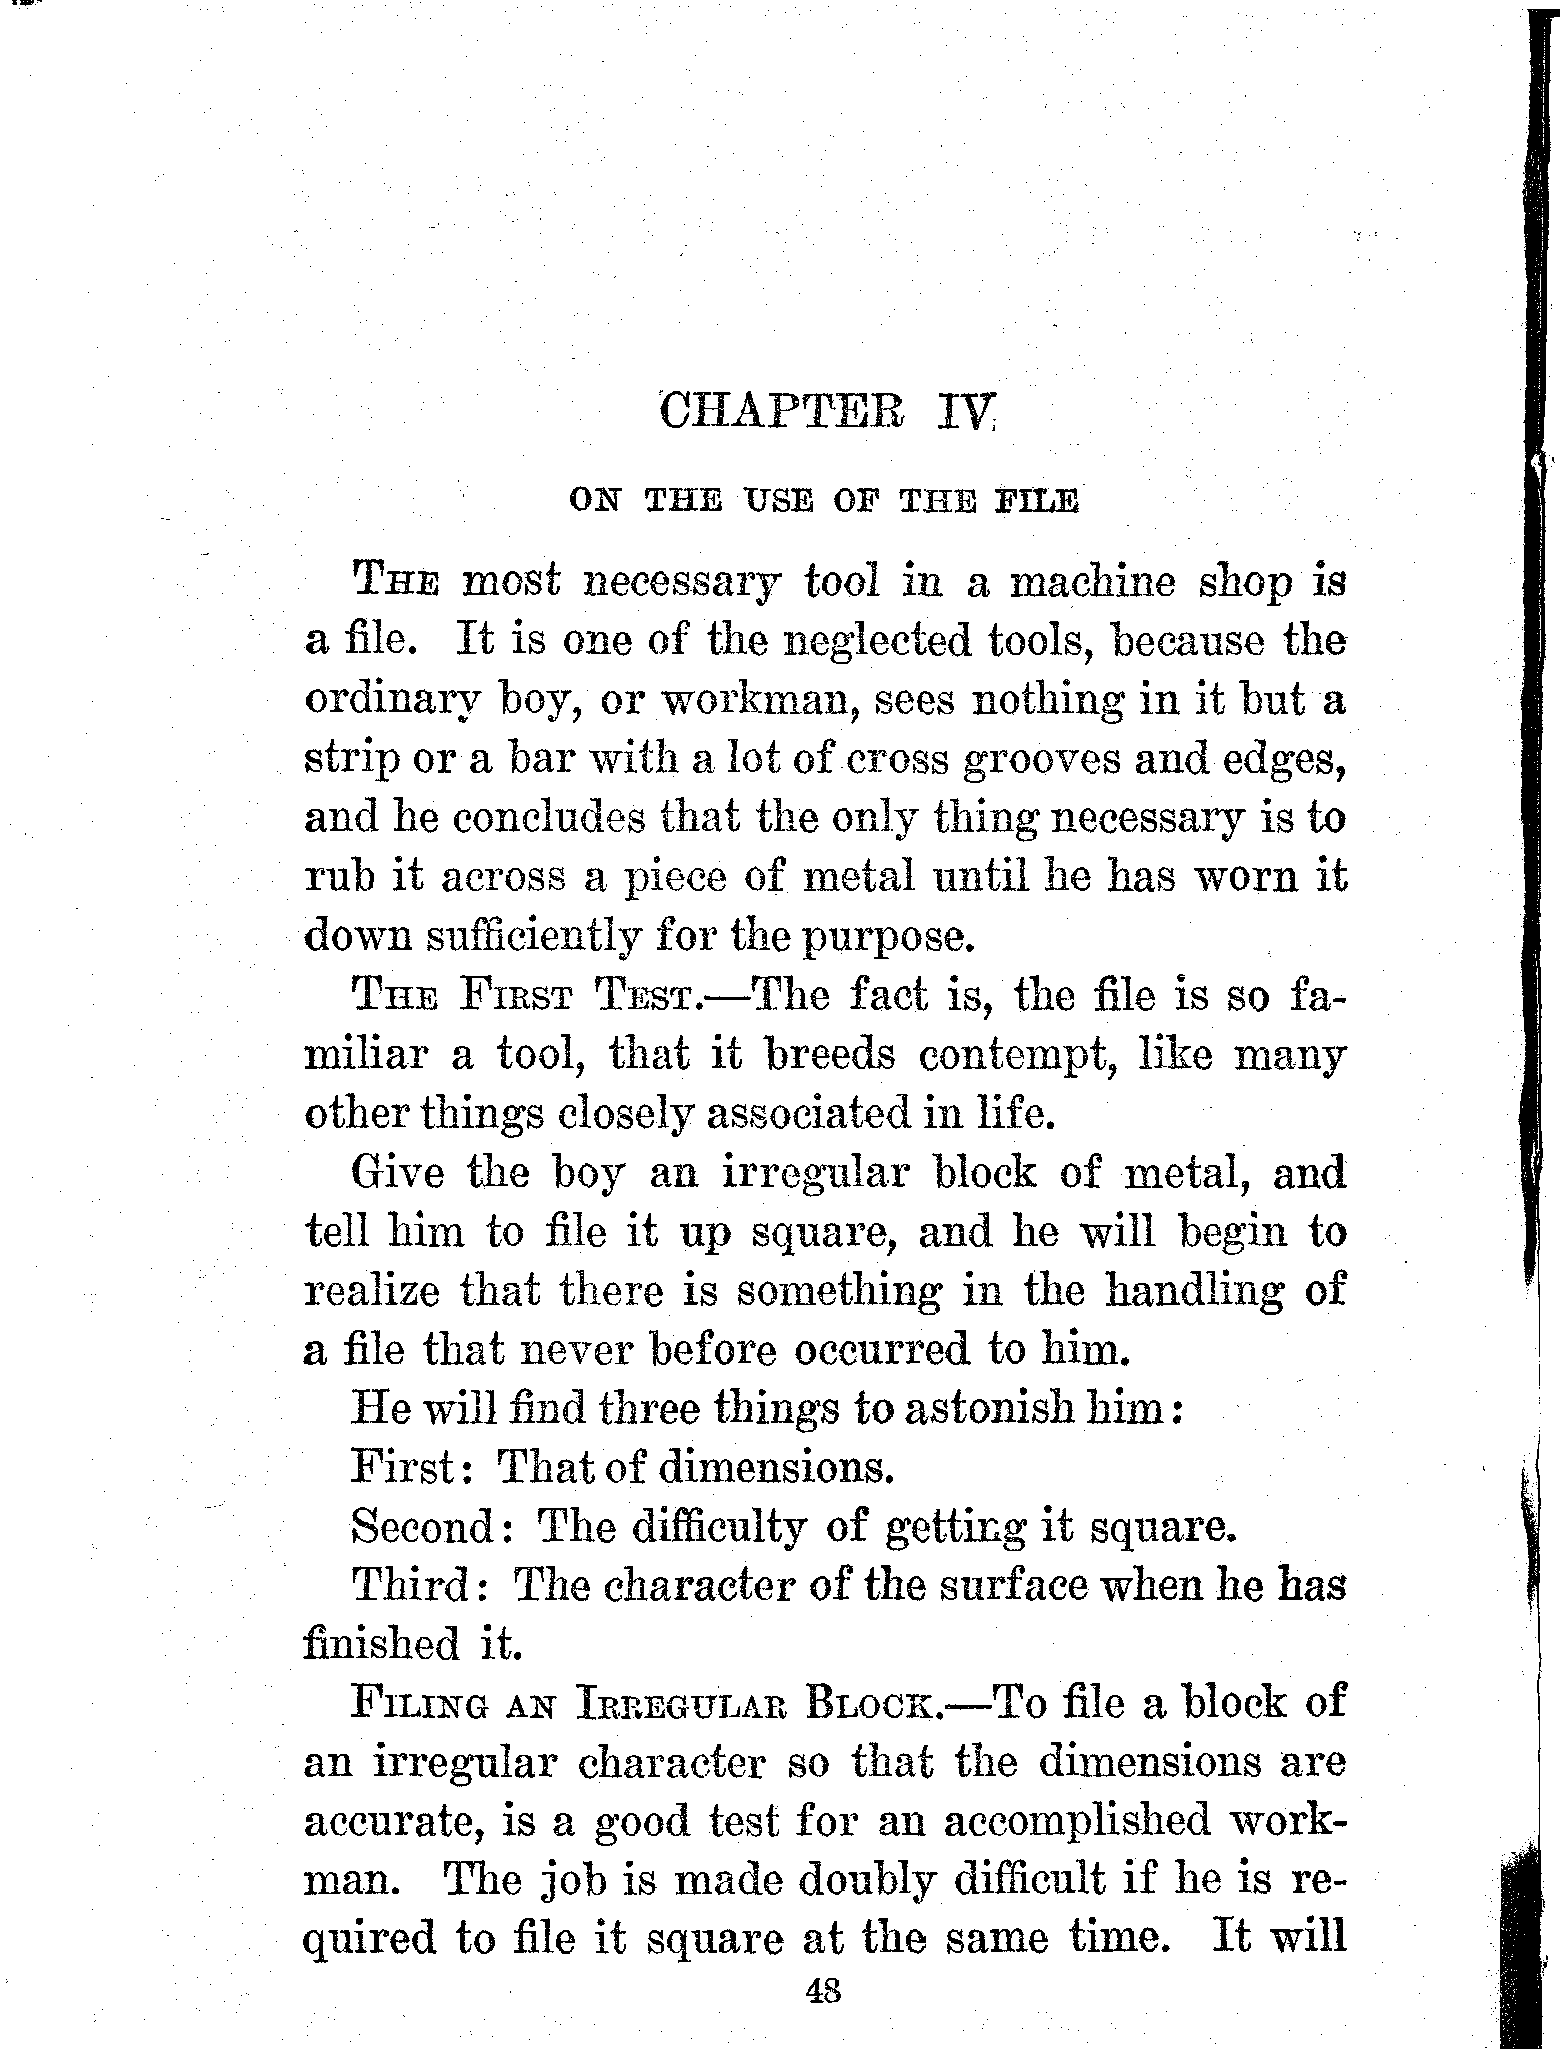 CHAPTER IV
ON THE USE OF THE FILE
THE most necessary tool in a machine shop is
a file. It is one of the neglected tools, because the
ordinary boy, or workman, sees nothing in it but a
strip or a bar with a lot of cross grooves and edges,
and he concludes that the only thing necessary is to
rub it across a piece of metal until he has worn it
down sufficiently for the purpose.
THE FIRST TEST.—The fact is, the file is so fa-
miliar a tool, that it breeds contempt, like many
other things closely associated in life.
Give the boy an irregular block of metal, and
tell him to file it up square, and he will begin to
realize that there is something in the handling of
a file that never before occurred to him.
He will find three things to astonish him:
First: That of dimensions.
Second: The difficulty of getting it square.
Third: The character of the surface when he has
finished it.
FILING AN IRREGULAR BLOCK.—To file a block of
an irregular character so that the dimensions are
accurate, is a good test for an accomplished work-
man. The job is made doubly difficult if he is re-
quired to file it square at the same time. It will
48